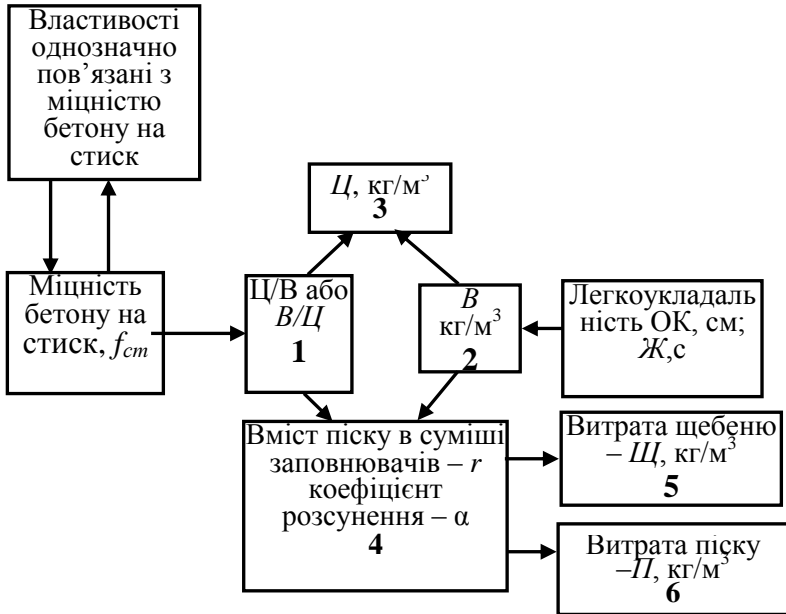 Властивості
однозначно
пов’язані з
міцністю
бетону на
стиск
Ц, кг/м³
3
Міцність
бетону на
стиск, fcm
Ц/В або
В/Ц
1
В
кг/м³
2
Легкоукладаль
ність ОК, см;
Ж,с
Вміст піску в суміші
заповнювачів – r
коефіцієнт
розсунення – α
4
Витрата щебеню
– Щ, кг/м³
5
Витрата піску
–П, кг/м³
6